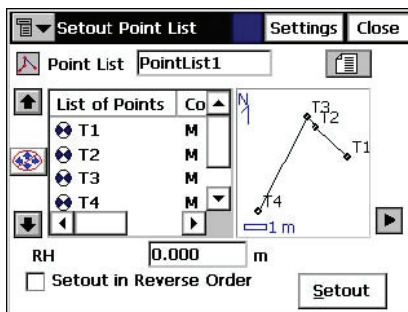 Setout Point List Settings Close
Point List PointList1
List of Points Co
T1 M
T2 M
T3 M
T4 M
N
T3
T2
T1
T4
1 m
RH 0.000 m
Setout in Reverse Order
Setout